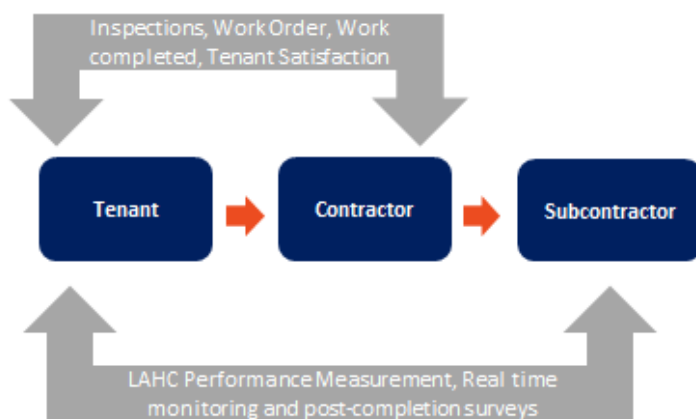 Inspections, Work Order, Work
completed, Tenant Satisfaction
Tenant
Contractor
Subcontractor
LAHC Performance Measurement, Real time
monitoring and post-completion surveys